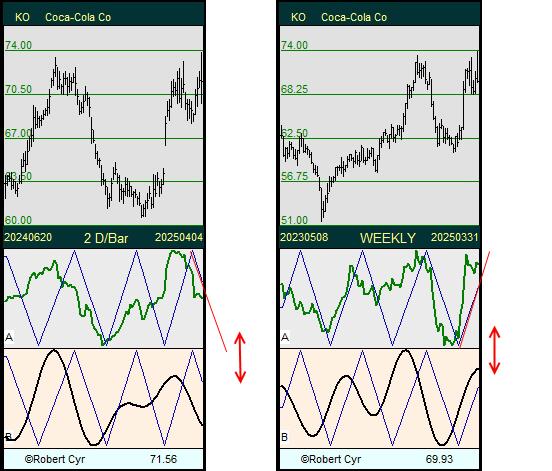 KO Coca-Cola Co
74.00
70.50
67.00
63.50
60.00
20240620 2 D/Bar 20250404
A
B
©Robert Cyr 71.56
KO Coca-Cola Co
74.00
68.25
62.50
56.75
51.00
20230508 WEEKLY 20250331
A
B
©Robert Cyr 69.93